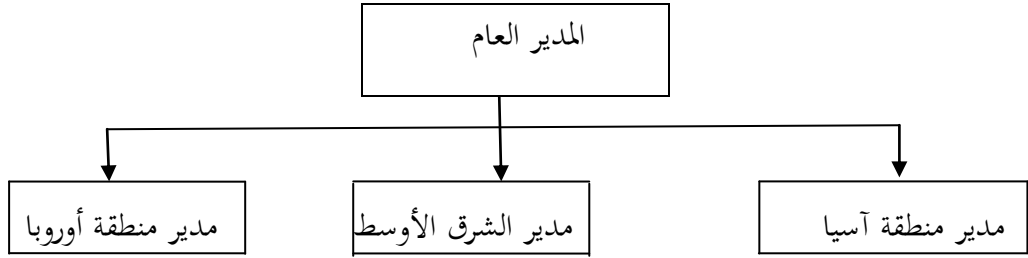 المدير العام
مدير منطقة آسيا
مدير الشرق الأوسط
مدير منطقة أوروبا